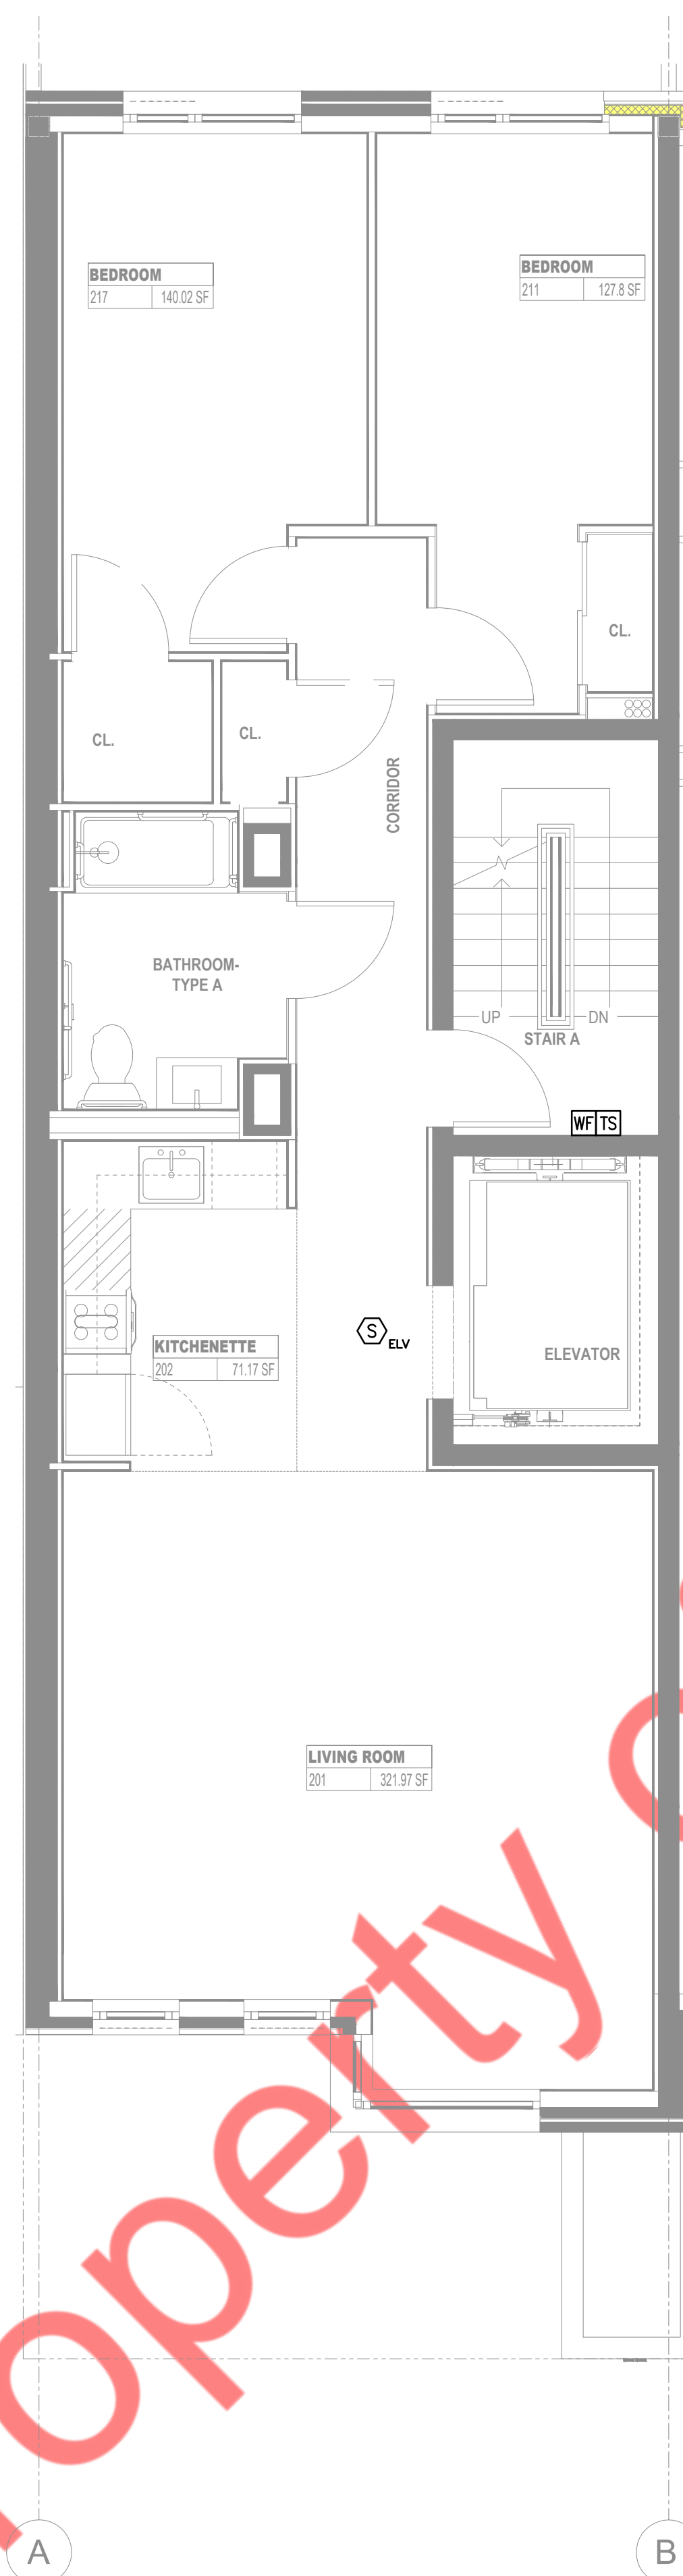 BEDROOM
217 140.02 SF
BEDROOM
211 127.8 SF
CL.
CL.
CL.
CORRIDOR
BATHROOM-
TYPE A
UP
DN
STAIR A
WF TS
KITCHENETTE
202 71.17 SF
S
ELV
ELEVATOR
LIVING ROOM
201 321.97 SF
operty
A
B